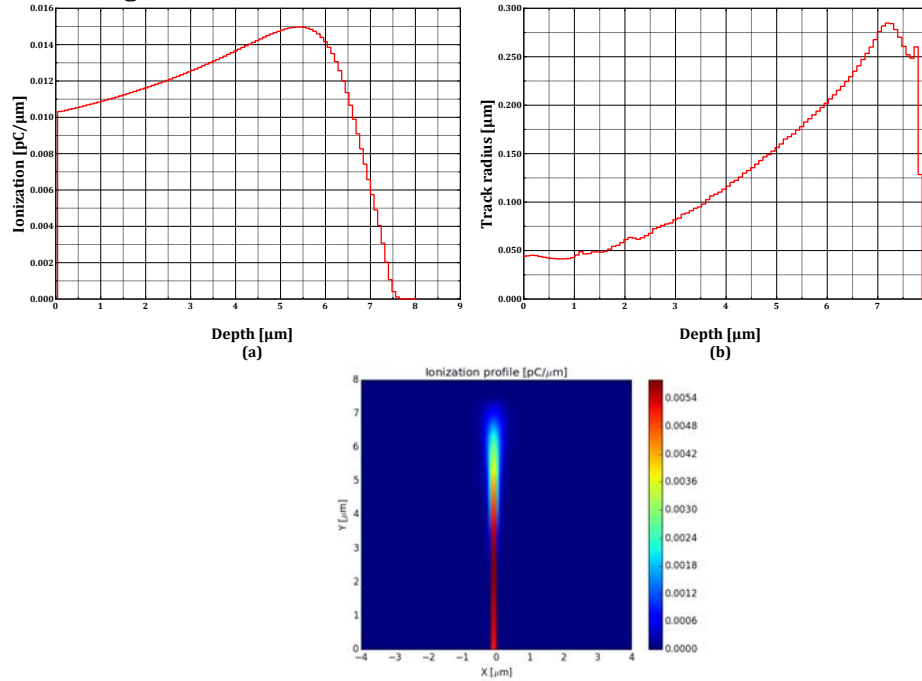 0.016
0.014
0.012
0.010
0.008
0.006
0.004
0.002
0.000
Ionization [pC/μm]
0 1 2 3 4 5 6 7 8 9
Depth [μm]
(a)
0.300
0.250
0.200
0.150
0.100
0.050
0.000
Track radius [μm]
0 1 2 3 4 5 6 7
Depth [μm]
(b)
Ionization profile [pC/μm]
8
7
6
5
4
3
2
1
0
Y [μm]
−4 −3 −2 −1 0 1 2 3 4
X [μm]
0.0054
0.0048
0.0042
0.0036
0.0030
0.0024
0.0018
0.0012
0.0006
0.0000